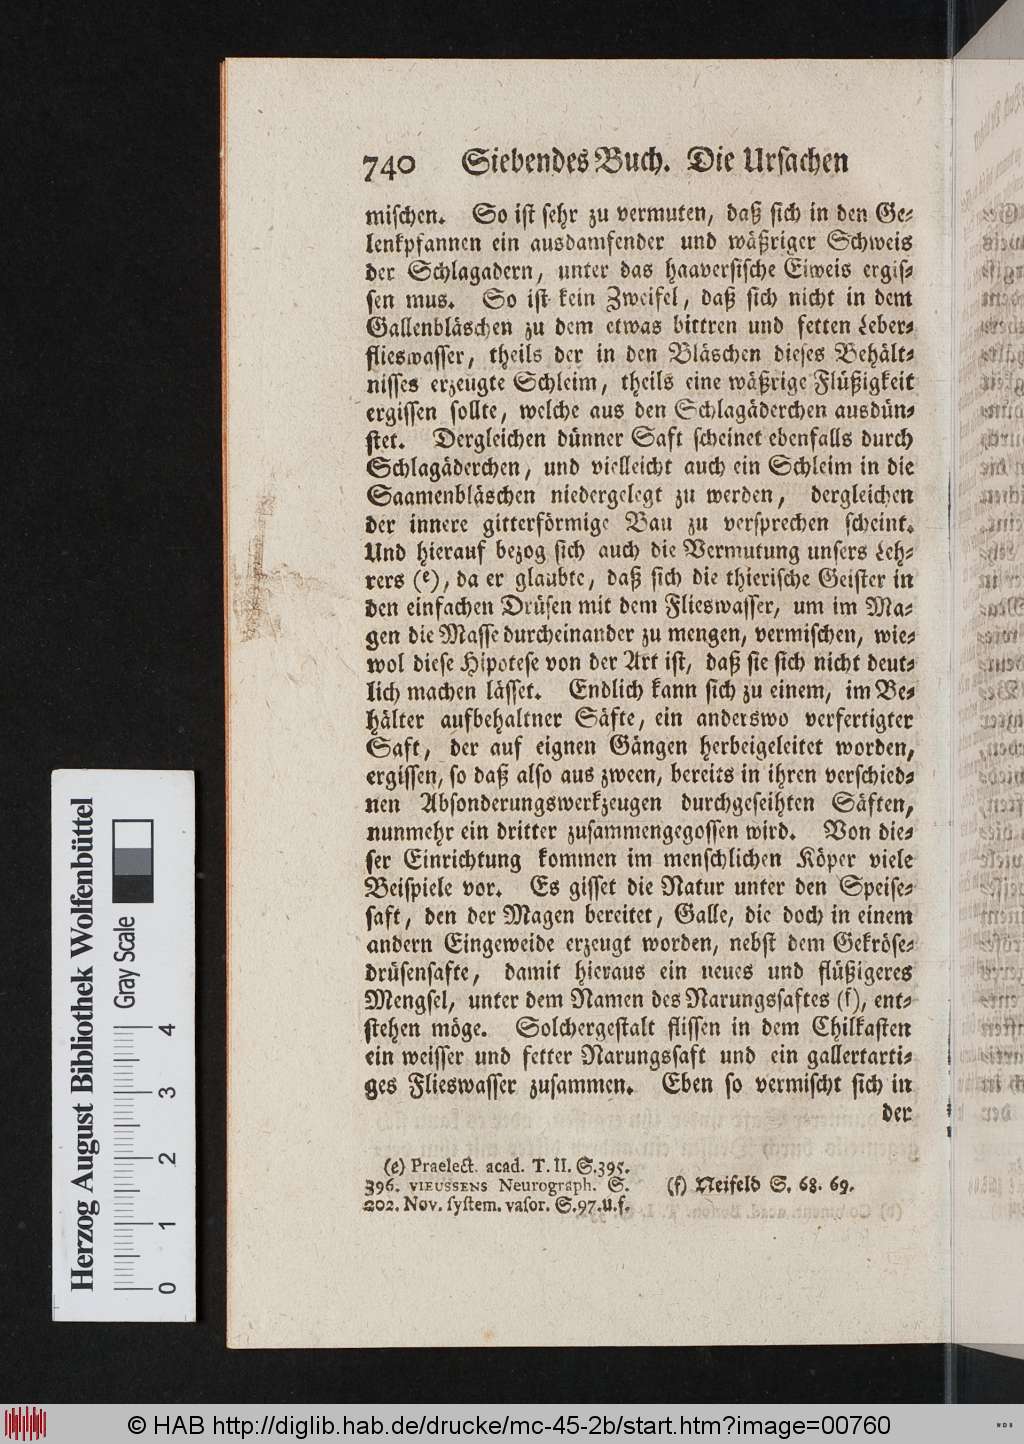 740 Siebendes Buch. Die Ursachen
mischen. So ist sehr zu vermuten, daß sich in den Ge-
lenkpfannen ein ausdamfender und wäßriger Schweis
der Schlagadern, unter das haaversische Eiweis ergis-
sen mus. So ist kein Zweifel, daß sich nicht in dem
Gallenbläschen zu dem etwas bittren und fetten Leber-
flieswasser, theils der in den Bläschen dieses Behält-
nisses erzeugte Schleim, theils eine wäßrige Flüßigkeit
ergissen sollte, welche aus den Schlagäderchen ausdün-
stet. Dergleichen dünner Saft scheinet ebenfalls durch
Schlagäderchen, und vielleicht auch ein Schleim in die
Saamenbläschen niedergelegt zu werden, dergleichen
der innere gitterförmige Bau zu versprechen scheint.
Und hierauf bezog sich auch die Vermutung unsers Leh-
rers (e), da er glaubte, daß sich die thierische Geister in
den einfachen Drüsen mit dem Flieswasser, um im Ma-
gen die Masse durcheinander zu mengen, vermischen, wie-
wol diese Hipotese von der Art ist, daß sie sich nicht deut-
lich machen lässet. Endlich kann sich zu einem, im Be-
hälter aufbehaltner Säfte, ein anderswo verfertigter
Saft, der auf eignen Gängen herbeigeleitet worden,
ergissen, so daß also aus zween, bereits in ihren verschied-
nen Absonderungswerkzeugen durchgeseihten Säften,
nunmehr ein dritter zusammengegossen wird. Von die-
ser Einrichtung kommen im menschlichen Köper viele
Beispiele vor. Es gisset die Natur unter den Speise-
saft, den der Magen bereitet, Galle, die doch in einem
andern Eingeweide erzeugt worden, nebst dem Gekröse-
drüsensafte, damit hieraus ein neues und flüßigeres
Mengsel, unter dem Namen des Narungssaftes (f), ent-
stehen möge. Solchergestalt flissen in dem Chilkasten
ein weisser und fetter Narungssaft und ein gallertarti-
ges Flieswasser zusammen. Eben so vermischt sich in
der
(e) Praelect. acad. T. II. S. 395.
396. VIEUSSENS Neurograph. S.
202. Nov. system. vasor. S. 97. u. f.
(f) Neifeld S. 68. 69.
Herzog August Bibliothek Wolfenbüttel
Gray Scale
0 1 2 3 4
© HAB http://diglib.hab.de/drucke/mc-45-2b/start.htm?image=00760